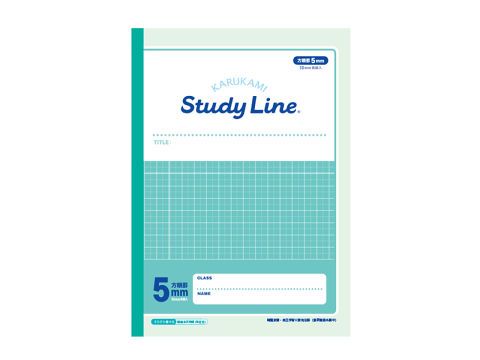 方眼罫 5mm
KARUKAMI
Study Line
TITLE:
5mm
方眼罫
CLASS
NAME